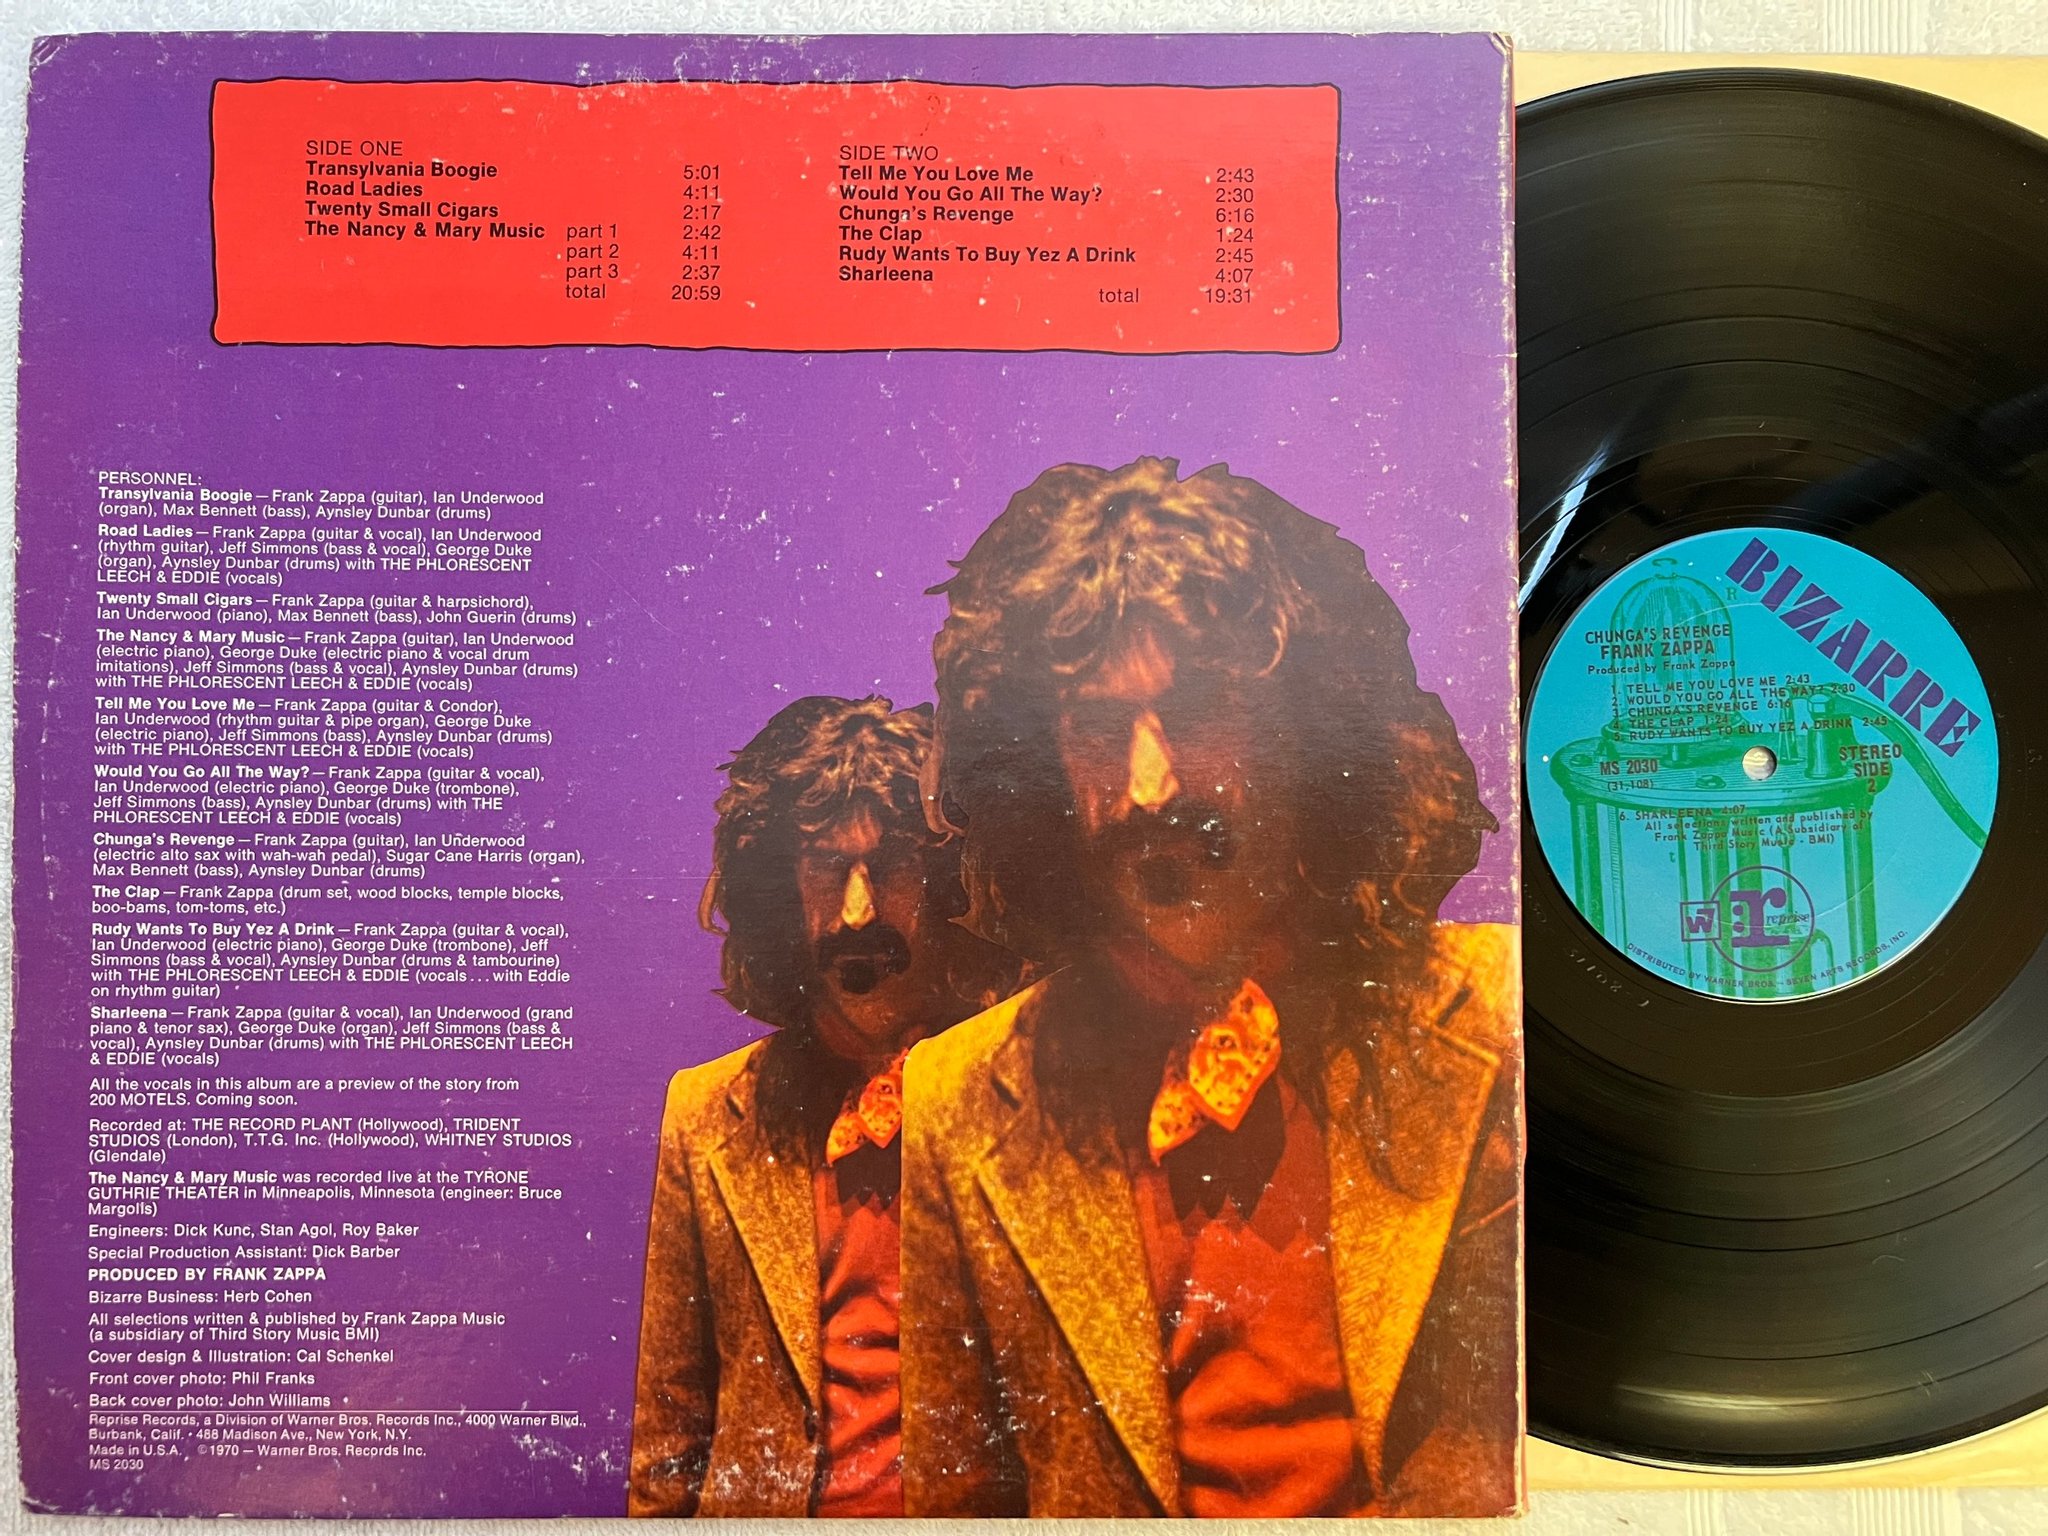 SIDE ONE
Transylvania Boogie 5:01
Road Ladies 4:11
Twenty Small Cigars 2:17
The Nancy & Mary Music part 1 2:42
part 2 4:11
part 3 2:37
total 20:59
SIDE TWO
Tell Me You Love Me 2:43
Would You Go All The Way? 2:30
Chunga's Revenge 6:16
The Clap 1:24
Rudy Wants To Buy Yez A Drink 2:45
Sharleena 4:07
total 19:31
PERSONNEL:
Transylvania Boogie — Frank Zappa (guitar), Ian Underwood
(organ), Max Bennett (bass), Aynsley Dunbar (drums)
Road Ladies — Frank Zappa (guitar & vocal), Ian Underwood
(rhythm guitar), Jeff Simmons (bass & vocal), George Duke
(organ), Aynsley Dunbar (drums) with THE PHLORESCENT
LEECH & EDDIE (vocals)
Twenty Small Cigars — Frank Zappa (guitar & harpsichord),
Ian Underwood (piano), Max Bennett (bass), John Guerin (drums)
The Nancy & Mary Music — Frank Zappa (guitar), Ian Underwood
(electric piano), George Duke (electric piano & vocal drum
imitations), Jeff Simmons (bass & vocal), Aynsley Dunbar (drums)
with THE PHLORESCENT LEECH & EDDIE (vocals)
Tell Me You Love Me — Frank Zappa (guitar & Condor),
Ian Underwood (rhythm guitar & pipe organ), George Duke
(electric piano), Jeff Simmons (bass), Aynsley Dunbar (drums)
with THE PHLORESCENT LEECH & EDDIE (vocals)
Would You Go All The Way? — Frank Zappa (guitar & vocal),
Ian Underwood (electric piano), George Duke (trombone),
Jeff Simmons (bass), Aynsley Dunbar (drums) with THE
PHLORESCENT LEECH & EDDIE (vocals)
Chunga's Revenge — Frank Zappa (guitar), Ian Underwood
(electric alto sax with wah-wah pedal), Sugar Cane Harris (organ),
Max Bennett (bass), Aynsley Dunbar (drums)
The Clap — Frank Zappa (drum set, wood blocks, temple blocks,
boo-bams, tom-toms, etc.)
Rudy Wants To Buy Yez A Drink — Frank Zappa (guitar & vocal),
Ian Underwood (electric piano), George Duke (trombone), Jeff
Simmons (bass & vocal), Aynsley Dunbar (drums & tambourine)
with THE PHLORESCENT LEECH & EDDIE (vocals . . . with Eddie
on rhythm guitar)
Sharleena — Frank Zappa (guitar & vocal), Ian Underwood (grand
piano & tenor sax), George Duke (organ), Jeff Simmons (bass &
vocal), Aynsley Dunbar (drums) with THE PHLORESCENT LEECH
& EDDIE (vocals)
All the vocals in this album are a preview of the story from
200 MOTELS. Coming soon.
Recorded at: THE RECORD PLANT (Hollywood), TRIDENT
STUDIOS (London), T.T.G. Inc. (Hollywood), WHITNEY STUDIOS
(Glendale)
The Nancy & Mary Music was recorded live at the TYRONE
GUTHRIE THEATER in Minneapolis, Minnesota (engineer: Bruce
Margolis)
Engineers: Dick Kunc, Stan Agol, Roy Baker
Special Production Assistant: Dick Barber
PRODUCED BY FRANK ZAPPA
Bizarre Business: Herb Cohen
All selections written & published by Frank Zappa Music
(a subsidiary of Third Story Music BMI)
Cover design & Illustration: Cal Schenkel
Front cover photo: Phil Franks
Back cover photo: John Williams
Reprise Records, a Division of Warner Bros. Records Inc., 4000 Warner Blvd.,
Burbank, Calif. • 488 Madison Ave., New York, N.Y.
Made in U.S.A. ©1970 — Warner Bros. Records Inc.
MS 2030
BIZARRE
R
CHUNGA'S REVENGE
FRANK ZAPPA
Produced by Frank Zappa
1. TELL ME YOU LOVE ME 2:43
2. WOULD YOU GO ALL THE WAY? 2:30
3. CHUNGA'S REVENGE 6:16
4. THE CLAP 1:24
5. RUDY WANTS TO BUY YEZ A DRINK 2:45
MS 2030
(31,108)
STEREO
SIDE
2
6. SHARLEENA 4:07
All selections written and published by
Frank Zappa Music (A Subsidiary of
Third Story Music - BMI)
W7
r reprise
DISTRIBUTED BY WARNER BROS. – SEVEN ARTS RECORDS, INC.